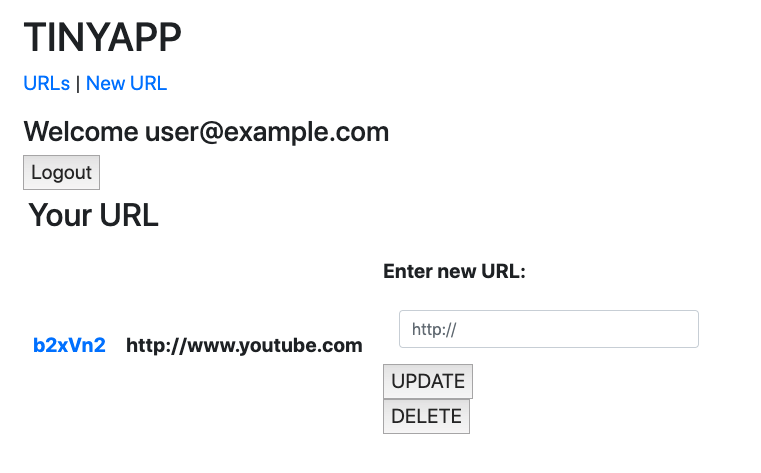 TINYAPP
URLs | New URL
Welcome user@example.com
Logout
Your URL
Enter new URL:
http://
b2xVn2 http://www.youtube.com
UPDATE
DELETE